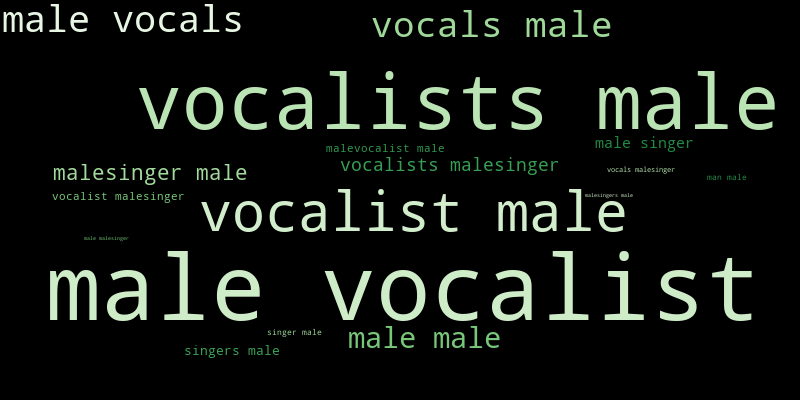 male vocals
vocals male
vocalists male
malevocalist male
male singer
vocalists malesinger
malesinger male
vocals malesinger
man male
vocalist malesinger
malesingers male
vocalist male
male malesinger
male vocalist
singer male
male male
singers male